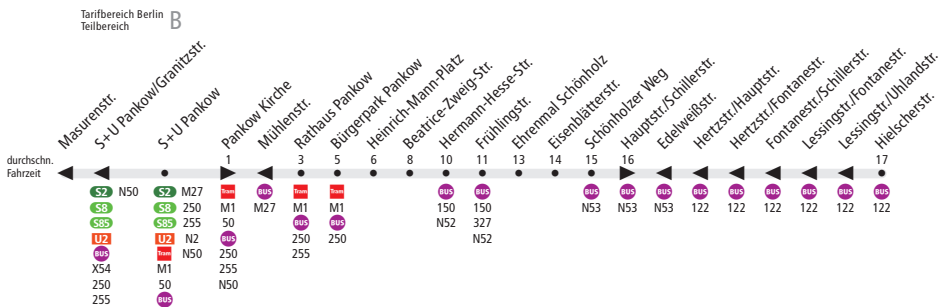 Tarifbereich Berlin
Teilbereich
B
Masurenstr.
S+U Pankow/Granitzstr.
S+U Pankow
Pankow Kirche
Mühlenstr.
Rathaus Pankow
Bürgerpark Pankow
Heinrich-Mann-Platz
Beatrice-Zweig-Str.
Hermann-Hesse-Str.
Frühlingstr.
Ehrenmal Schönholz
Eisenblätterstr.
Schönholzer Weg
Hauptstr./Schillerstr.
Edelweißstr.
Hertzstr./Hauptstr.
Hertzstr./Fontanestr.
Fontanestr./Schillerstr.
Lessingstr./Fontanestr.
Lessingstr./Uhlandstr.
Hielscherstr.
durchschn. 1 3 5 6 8 10 11 13 14 15 16 17
Fahrzeit
S2 N50 S2 M27 Tram BUS Tram Tram BUS BUS BUS BUS BUS BUS BUS BUS BUS BUS BUS
S8 S8 250 M1 M27 M1 M1 150 150 N53 N53 N53 122 122 122 122 122 122
S85 S85 255 50 BUS BUS N52 327
U2 U2 N2 BUS 250 250 N52
BUS Tram N50 250 255
X54 M1 255
250 50 N50
255 BUS